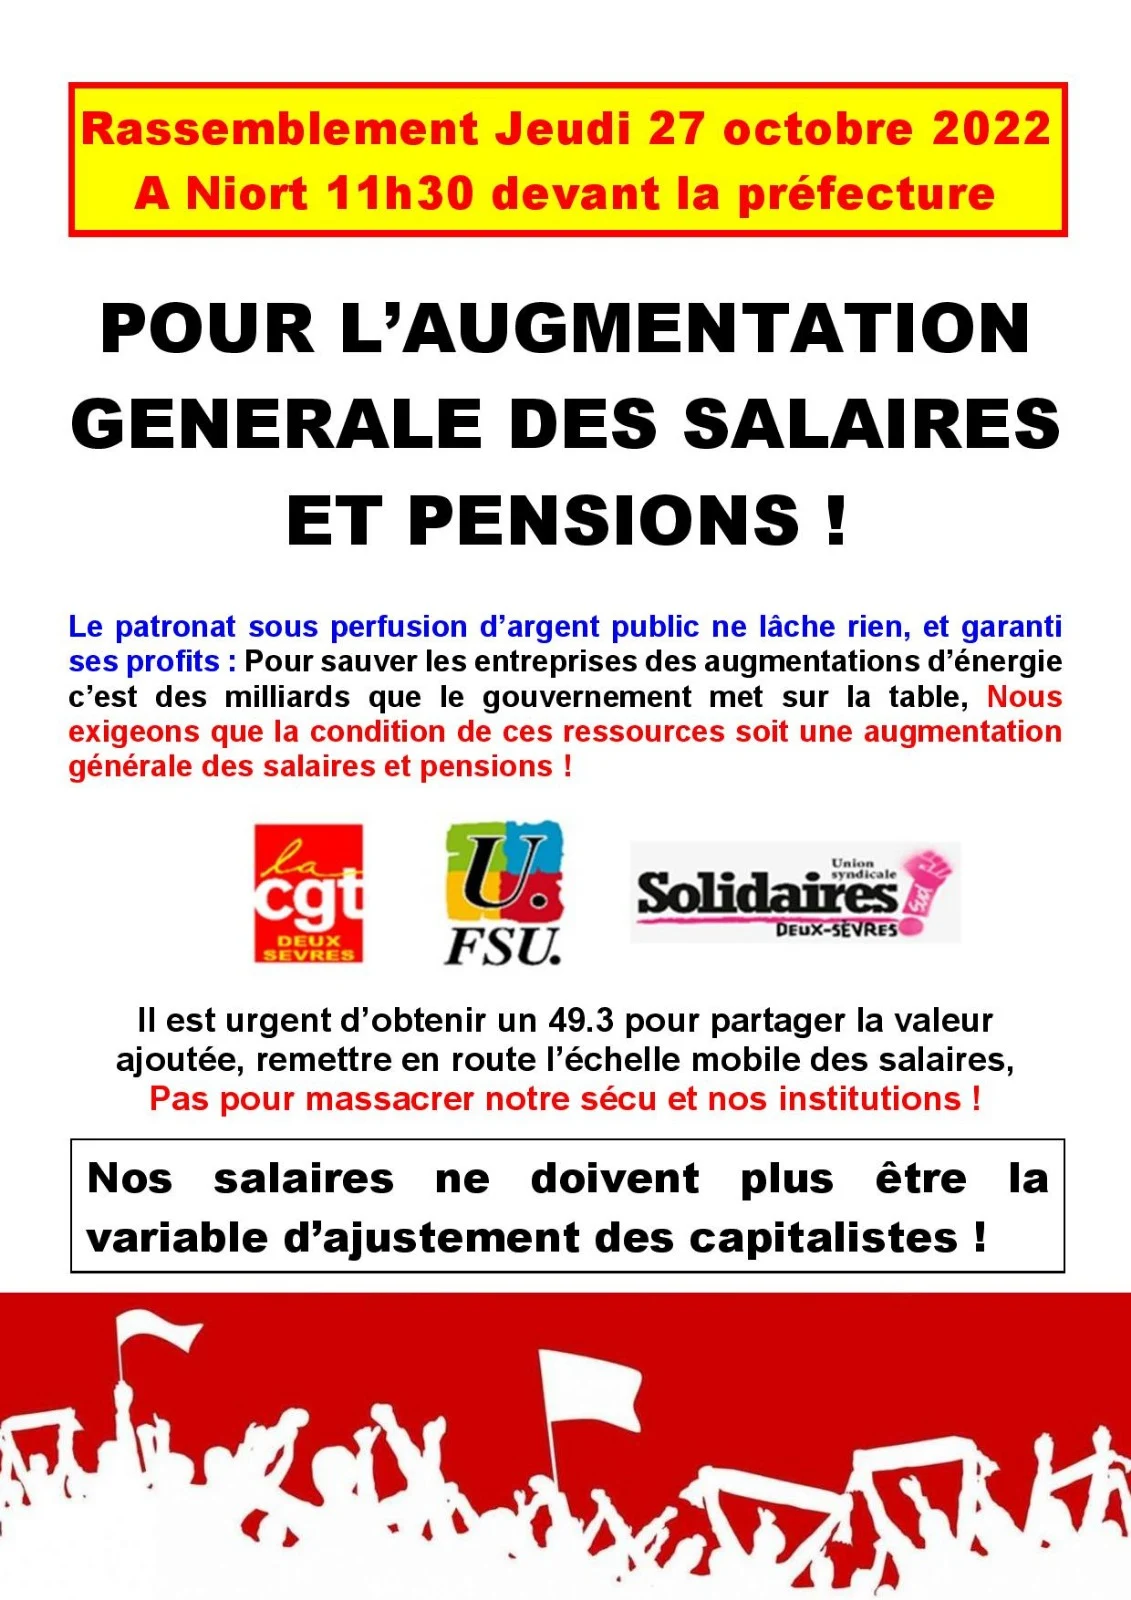 Rassemblement Jeudi 27 octobre 2022
A Niort 11h30 devant la préfecture
POUR L’AUGMENTATION
GENERALE DES SALAIRES
ET PENSIONS !
Le patronat sous perfusion d’argent public ne lâche rien, et garanti
ses profits : Pour sauver les entreprises des augmentations d’énergie
c’est des milliards que le gouvernement met sur la table, Nous
exigeons que la condition de ces ressources soit une augmentation
générale des salaires et pensions !
la
cgt
DEUX
SEVRES
U.
FSU.
Union
syndicale
Solidaires
Sud
DEUX-SÈVRES
Il est urgent d’obtenir un 49.3 pour partager la valeur
ajoutée, remettre en route l’échelle mobile des salaires,
Pas pour massacrer notre sécu et nos institutions !
Nos salaires ne doivent plus être la
variable d’ajustement des capitalistes !